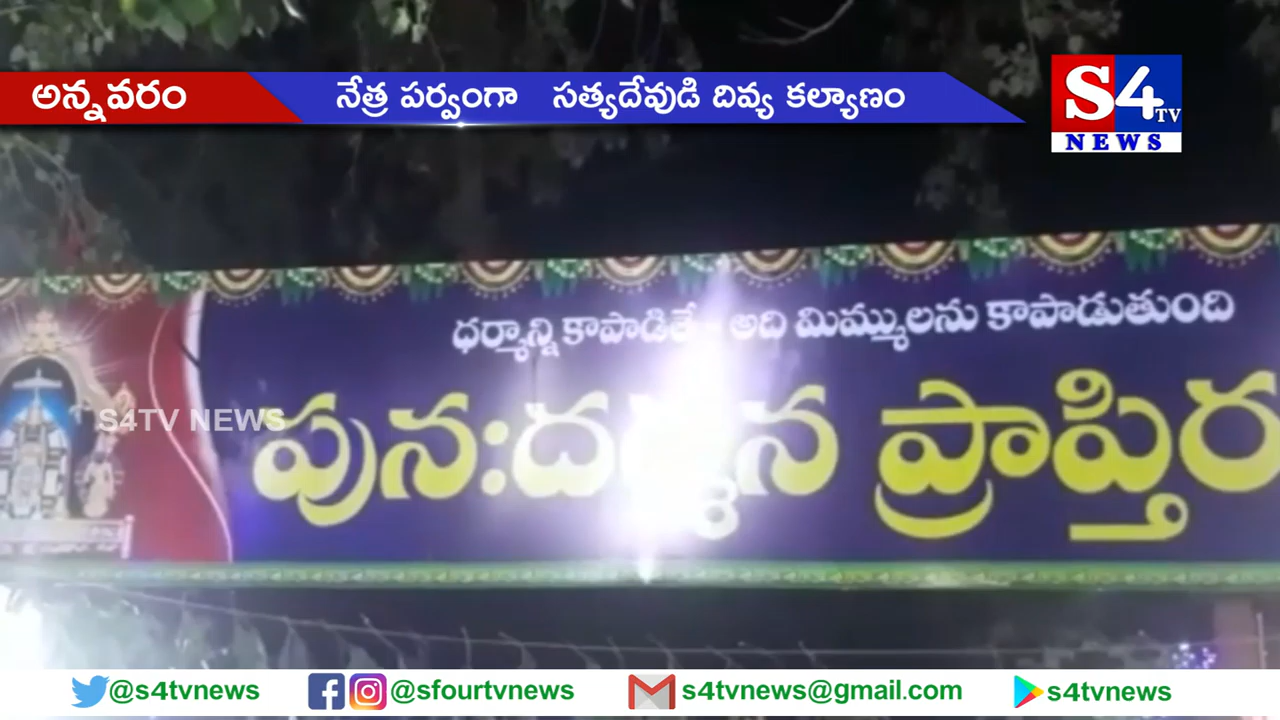 అన్నవరం నేత్ర పర్వంగా సత్యదేవుడి దివ్య కల్యాణం
S4 TV
NEWS
ధర్మాన్ని కాపాడితే అది మిమ్ములను కాపాడుతుంది
S4TV NEWS
పున:దర్శన ప్రాప్తిర
@s4tvnews @sfourtvnews s4tvnews@gmail.com s4tvnews